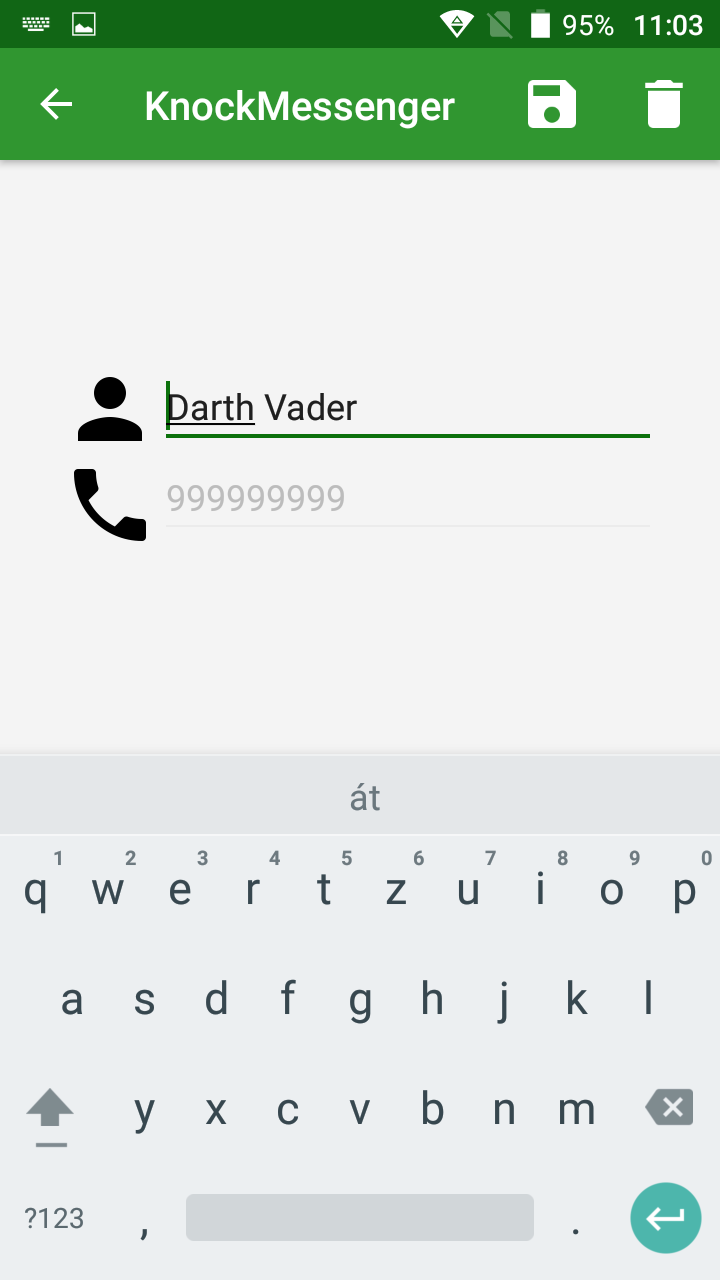 95% 11:03
KnockMessenger
Darth Vader
999999999
át
1 2 3 4 5 6 7 8 9 0
q w e r t z u i o p
a s d f g h j k l
y x c v b n m
?123 , .